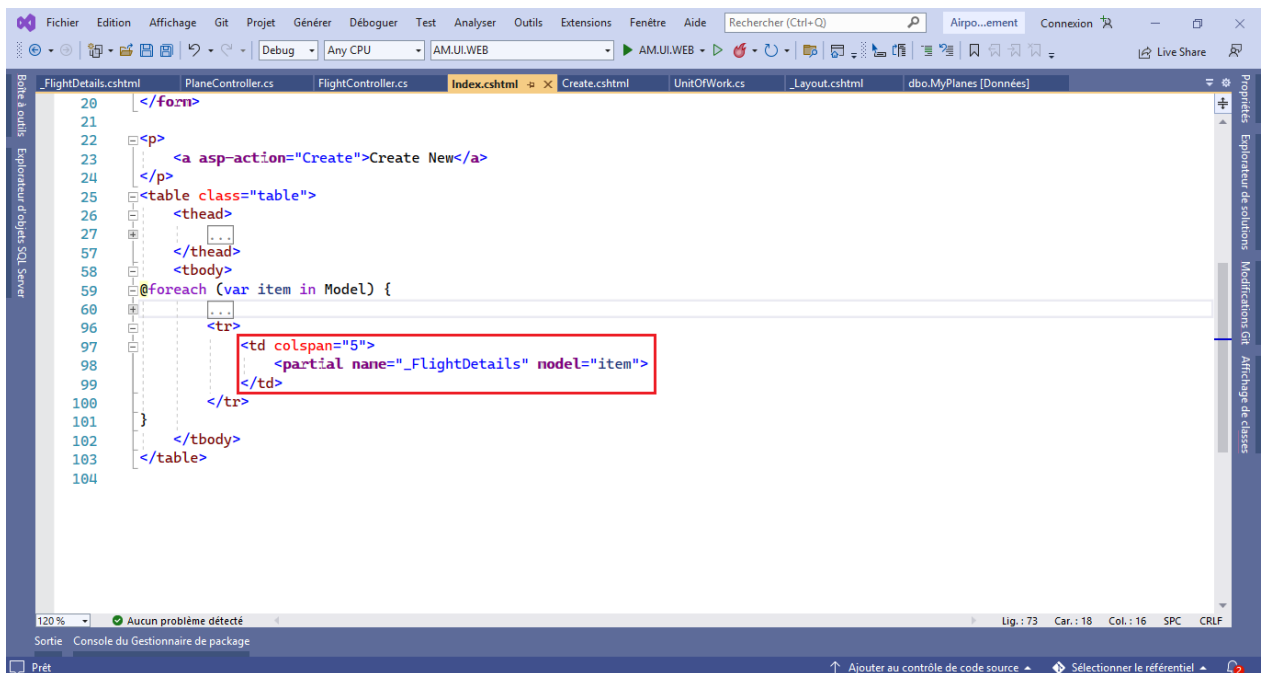 Fichier Edition Affichage Git Projet Générer Déboguer Test Analyser Outils Extensions Fenêtre Aide Rechercher (Ctrl+Q) Airpo...ement Connexion
Debug Any CPU AM.UI.WEB AM.UI.WEB Live Share
_FlightDetails.cshtml PlaneController.cs FlightController.cs Index.cshtml Create.cshtml UnitOfWork.cs _Layout.cshtml dbo.MyPlanes [Données]
Boîte à outils Explorateur d'objets SQL Server
20 </form>
21
22 <p>
23 <a asp-action="Create">Create New</a>
24 </p>
25 <table class="table">
26 <thead>
27 ...
57 </thead>
58 <tbody>
59 @foreach (var item in Model) {
60 ...
96 <tr>
97 <td colspan="5">
98 <partial name="_FlightDetails" model="item">
99 </td>
100 </tr>
101 }
102 </tbody>
103 </table>
104
Propriétés Explorateur de solutions Modifications Git Affichage de classes
120 % Aucun problème détecté Lig. : 73 Car. : 18 Col. : 16 SPC CRLF
Sortie Console du Gestionnaire de package
Prêt Ajouter au contrôle de code source Sélectionner le référentiel 2